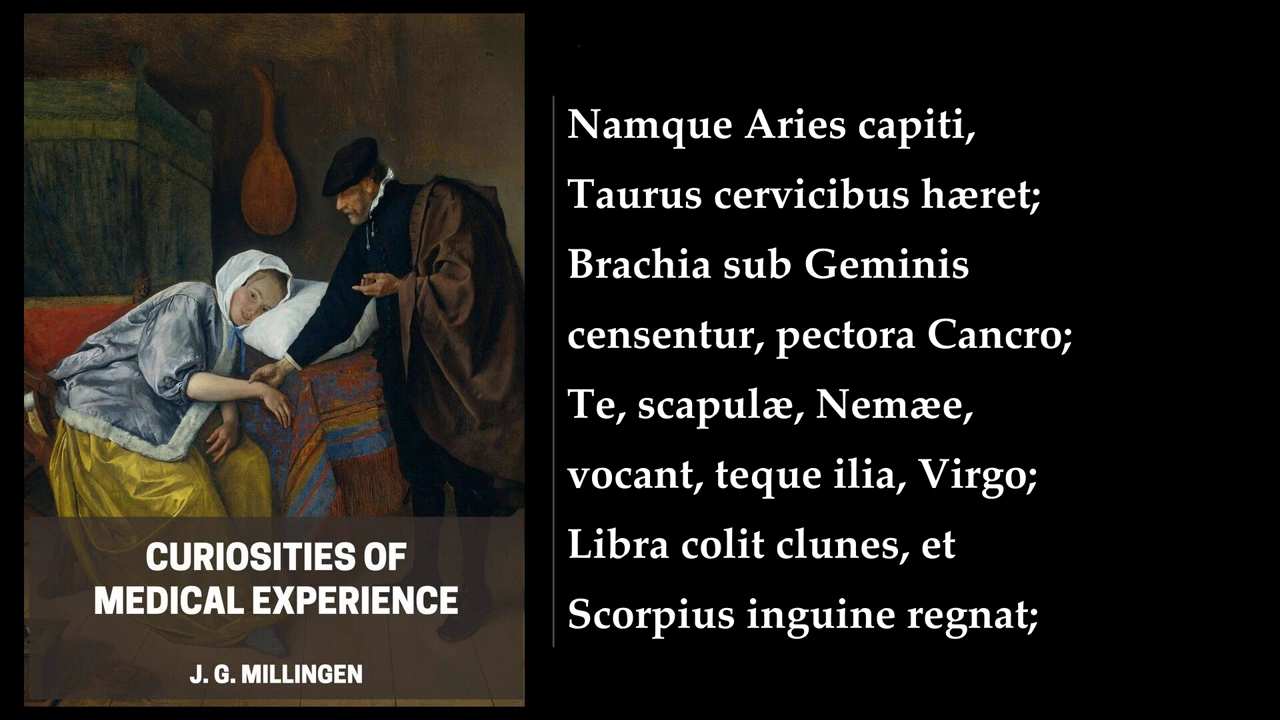 CURIOSITIES OF
MEDICAL EXPERIENCE
J. G. MILLINGEN
Namque Aries capiti,
Taurus cervicibus hæret;
Brachia sub Geminis
censentur, pectora Cancro;
Te, scapulæ, Nemæe,
vocant, teque ilia, Virgo;
Libra colit clunes, et
Scorpius inguine regnat;